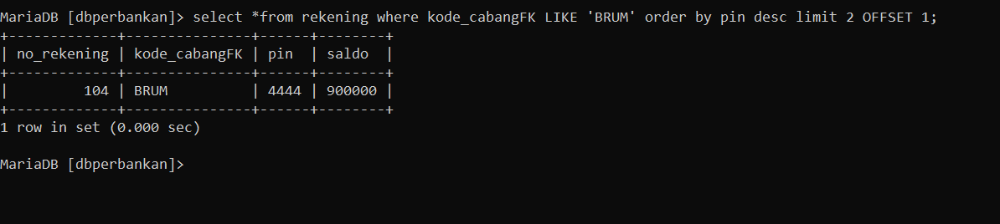 MariaDB [dbperbankan]> select *from rekening where kode_cabangFK LIKE 'BRUM' order by pin desc limit 2 OFFSET 1;
+-------------+---------------+------+--------+
| no_rekening | kode_cabangFK | pin  | saldo  |
+-------------+---------------+------+--------+
|         104 | BRUM          | 4444 | 900000 |
+-------------+---------------+------+--------+
1 row in set (0.000 sec)
MariaDB [dbperbankan]>